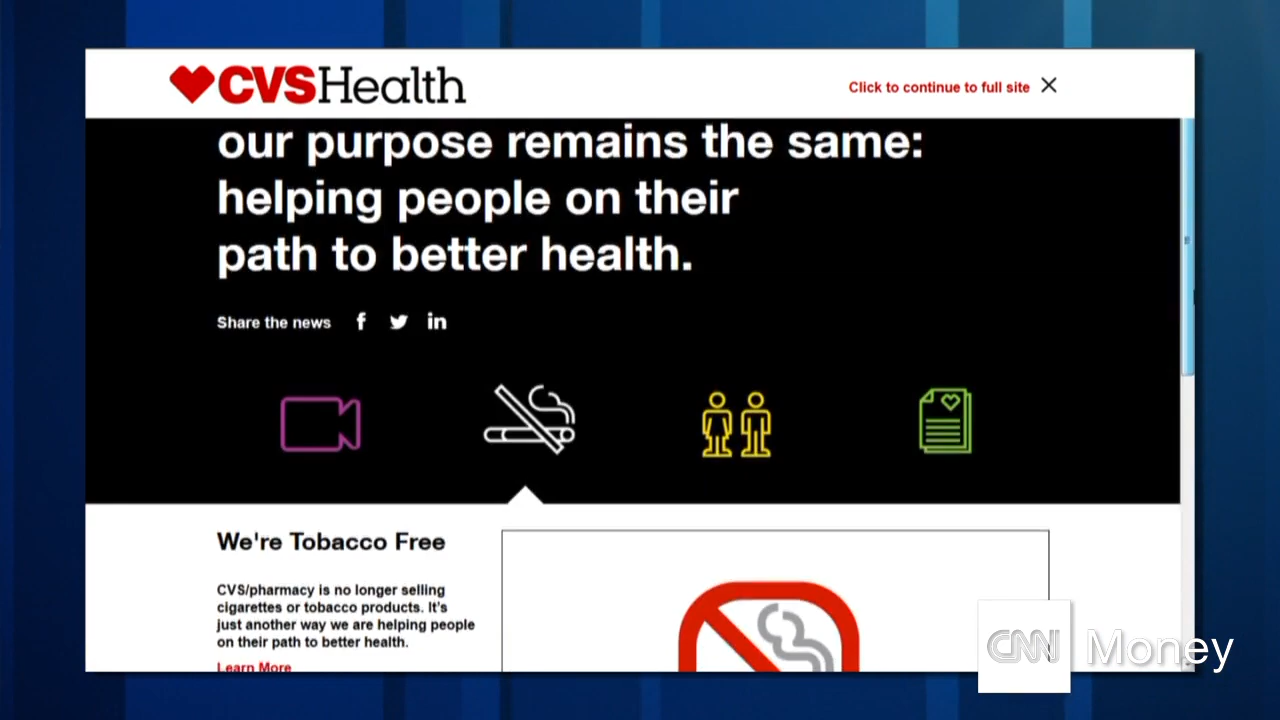 CVSHealth
Click to continue to full site
our purpose remains the same:
helping people on their
path to better health.
Share the news
We're Tobacco Free
CVS/pharmacy is no longer selling
cigarettes or tobacco products. It's
just another way we are helping people
on their path to better health.
Learn More
CNN Money